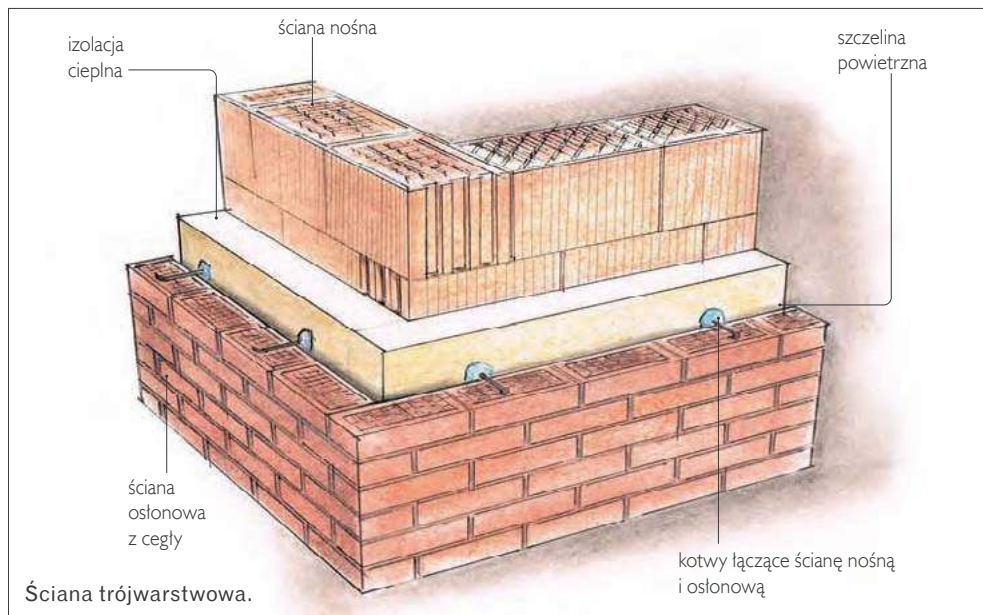 izolacja
cieplna
ściana nośna
szczelina
powietrzna
ściana
osłonowa
z cegły
kotwy łączące ścianę nośną
i osłonową
Ściana trójwarstwowa.